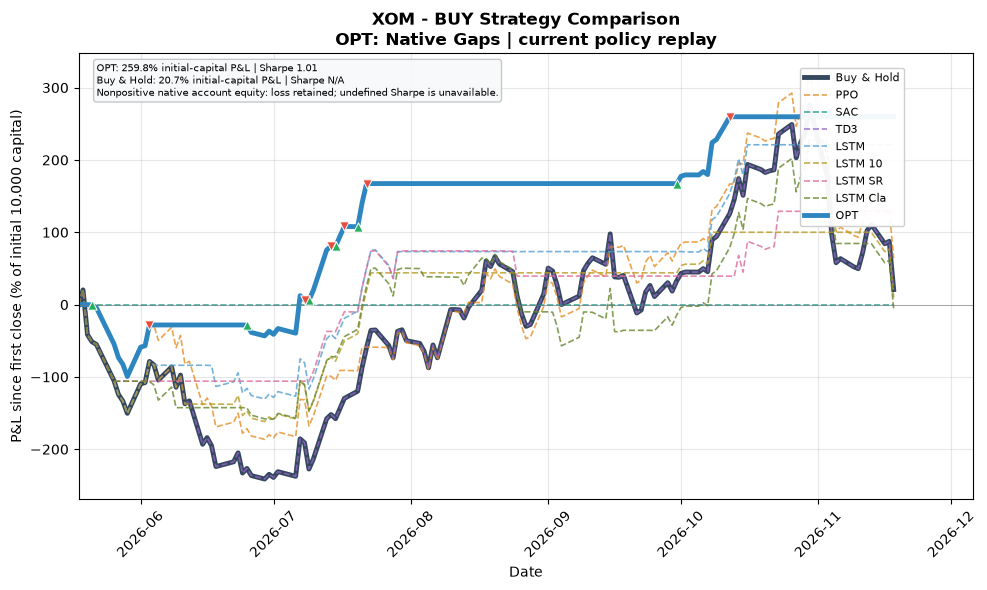 XOM - BUY Strategy Comparison
OPT: Native Gaps | current policy replay
OPT: 259.8% initial-capital P&L | Sharpe 1.01
Buy & Hold: 20.7% initial-capital P&L | Sharpe N/A
Nonpositive native account equity: loss retained; undefined Sharpe is unavailable.
Buy & Hold
PPO
SAC
TD3
LSTM
LSTM 10
LSTM SR
LSTM Cla
OPT
P&L since first close (% of initial 10,000 capital)
300
200
100
0
−100
−200
2026-06
2026-07
2026-08
2026-09
2026-10
2026-11
2026-12
Date